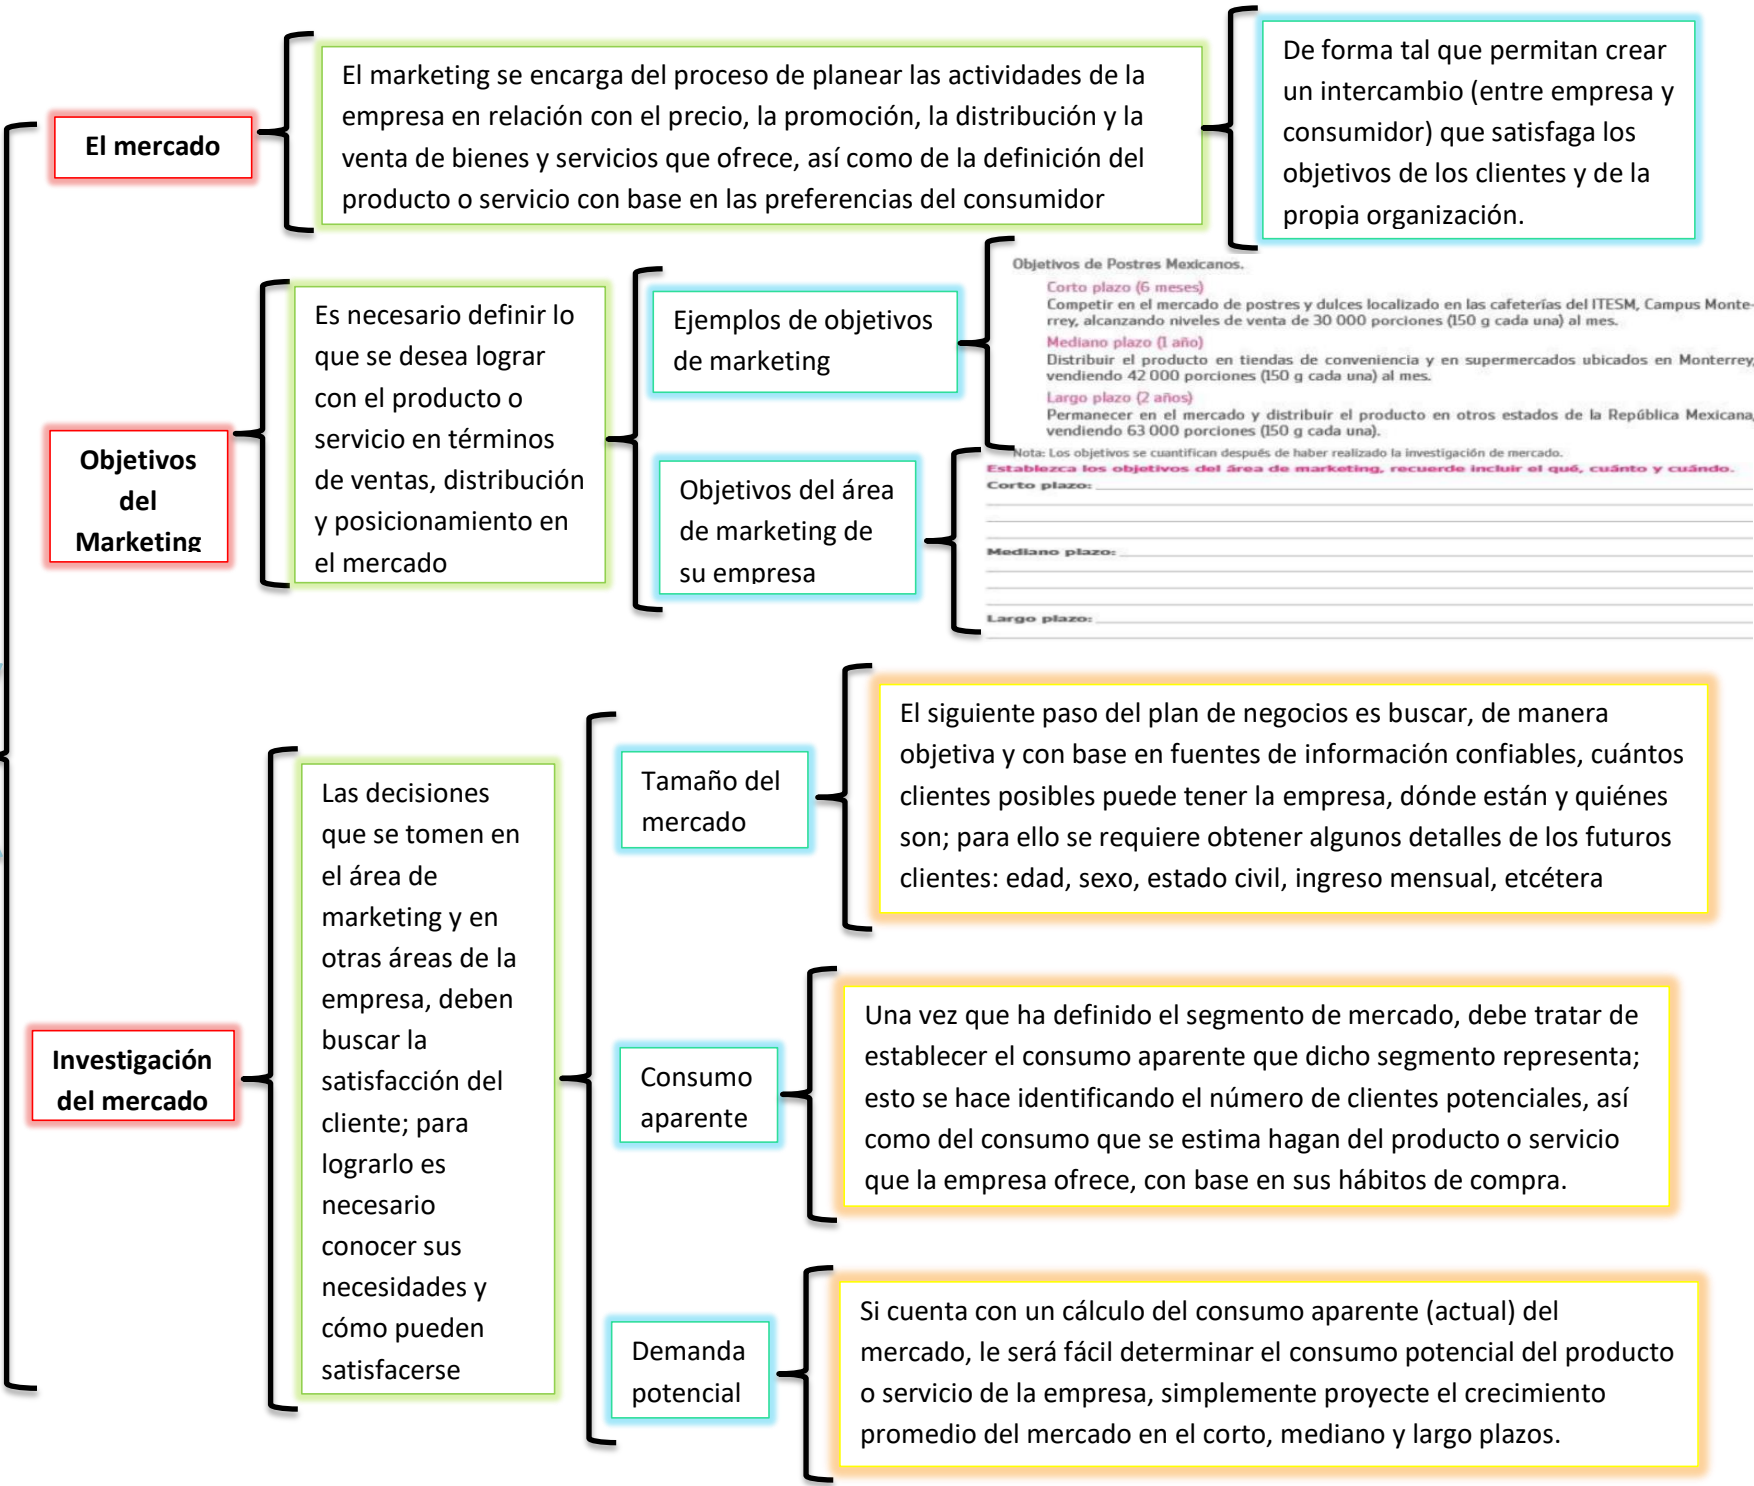 El mercado
El marketing se encarga del proceso de planear las actividades de la
empresa en relación con el precio, la promoción, la distribución y la
venta de bienes y servicios que ofrece, así como de la definición del
producto o servicio con base en las preferencias del consumidor
De forma tal que permitan crear
un intercambio (entre empresa y
consumidor) que satisfaga los
objetivos de los clientes y de la
propia organización.
Objetivos
del
Marketing
Es necesario definir lo
que se desea lograr
con el producto o
servicio en términos
de ventas, distribución
y posicionamiento en
el mercado
Ejemplos de objetivos
de marketing
Objetivos de Postres Mexicanos.
Corto plazo (6 meses)
Competir en el mercado de postres y dulces localizado en las cafeterías del ITESM, Campus Monte-
rrey, alcanzando niveles de venta de 30 000 porciones (150 g cada una) al mes.
Mediano plazo (1 año)
Distribuir el producto en tiendas de conveniencia y en supermercados ubicados en Monterrey,
vendiendo 42 000 porciones (150 g cada una) al mes.
Largo plazo (2 años)
Permanecer en el mercado y distribuir el producto en otros estados de la República Mexicana,
vendiendo 63 000 porciones (150 g cada una).
Nota: Los objetivos se cuantifican después de haber realizado la investigación de mercado.
Objetivos del área
de marketing de
su empresa
Establezca los objetivos del área de marketing, recuerde incluir el qué, cuánto y cuándo.
Corto plazo:
Mediano plazo:
Largo plazo:
Investigación
del mercado
Las decisiones
que se tomen en
el área de
marketing y en
otras áreas de la
empresa, deben
buscar la
satisfacción del
cliente; para
lograrlo es
necesario
conocer sus
necesidades y
cómo pueden
satisfacerse
Tamaño del
mercado
El siguiente paso del plan de negocios es buscar, de manera
objetiva y con base en fuentes de información confiables, cuántos
clientes posibles puede tener la empresa, dónde están y quiénes
son; para ello se requiere obtener algunos detalles de los futuros
clientes: edad, sexo, estado civil, ingreso mensual, etcétera
Consumo
aparente
Una vez que ha definido el segmento de mercado, debe tratar de
establecer el consumo aparente que dicho segmento representa;
esto se hace identificando el número de clientes potenciales, así
como del consumo que se estima hagan del producto o servicio
que la empresa ofrece, con base en sus hábitos de compra.
Demanda
potencial
Si cuenta con un cálculo del consumo aparente (actual) del
mercado, le será fácil determinar el consumo potencial del producto
o servicio de la empresa, simplemente proyecte el crecimiento
promedio del mercado en el corto, mediano y largo plazos.